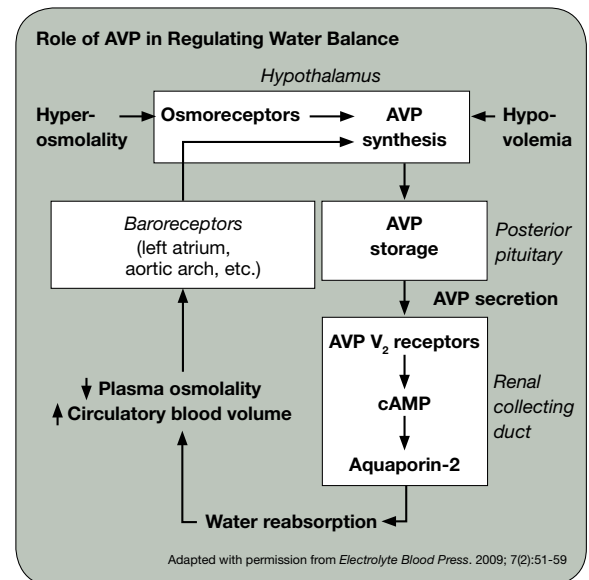 Role of AVP in Regulating Water Balance
Hypothalamus
Hyper-
osmolality
Osmoreceptors
AVP
synthesis
Hypo-
volemia
Baroreceptors
(left atrium,
aortic arch, etc.)
AVP
storage
Posterior
pituitary
AVP secretion
AVP V2 receptors
cAMP
Aquaporin-2
Renal
collecting
duct
Plasma osmolality
Circulatory blood volume
Water reabsorption
Adapted with permission from Electrolyte Blood Press. 2009; 7(2):51-59